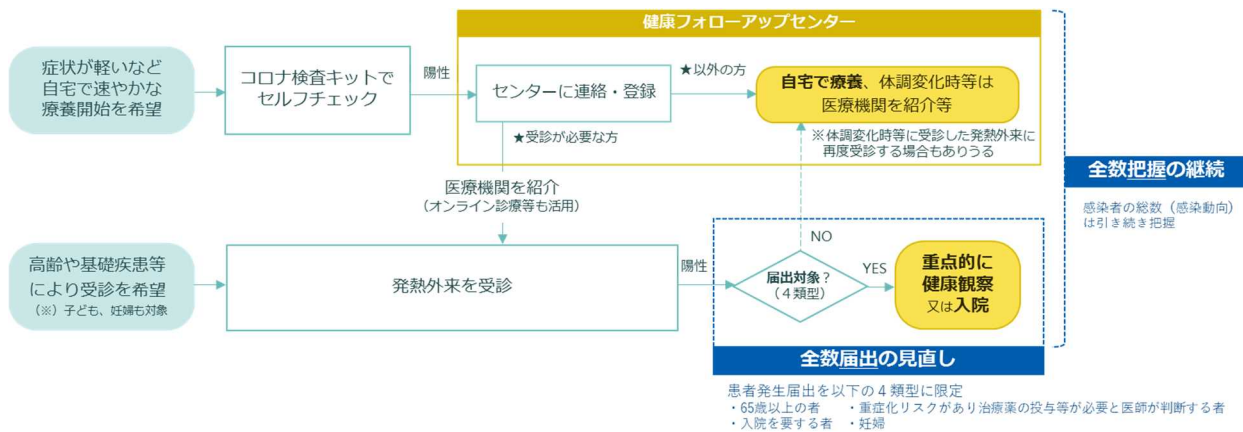 健康フォローアップセンター
症状が軽いなど
自宅で速やかな
療養開始を希望
コロナ検査キットで
セルフチェック
陽性
センターに連絡・登録
★以外の方
自宅で療養、体調変化時等は
医療機関を紹介等
※体調変化時等に受診した発熱外来に
再度受診する場合もありうる
★受診が必要な方
医療機関を紹介
（オンライン診療等も活用）
全数把握の継続
感染者の総数（感染動向）
は引き続き把握
高齢や基礎疾患等
により受診を希望
（※）子ども、妊婦も対象
発熱外来を受診
陽性
届出対象？
（４類型）
NO
YES
重点的に
健康観察
又は入院
全数届出の見直し
患者発生届出を以下の４類型に限定
・65歳以上の者　・重症化リスクがあり治療薬の投与等が必要と医師が判断する者
・入院を要する者　・妊婦